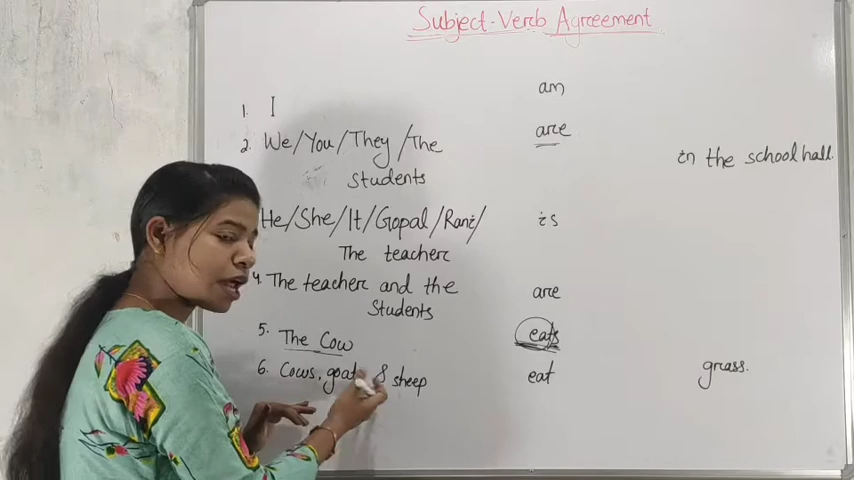 Subject-Verb Agreement
1. I am
2. We/You/They/The are
students in the school hall.
He/She/It/Gopal/Rani/ is
The teacher
4. The teacher and the are
Students
5. The Cow eats
6. Cows, goats & sheep eat grass.